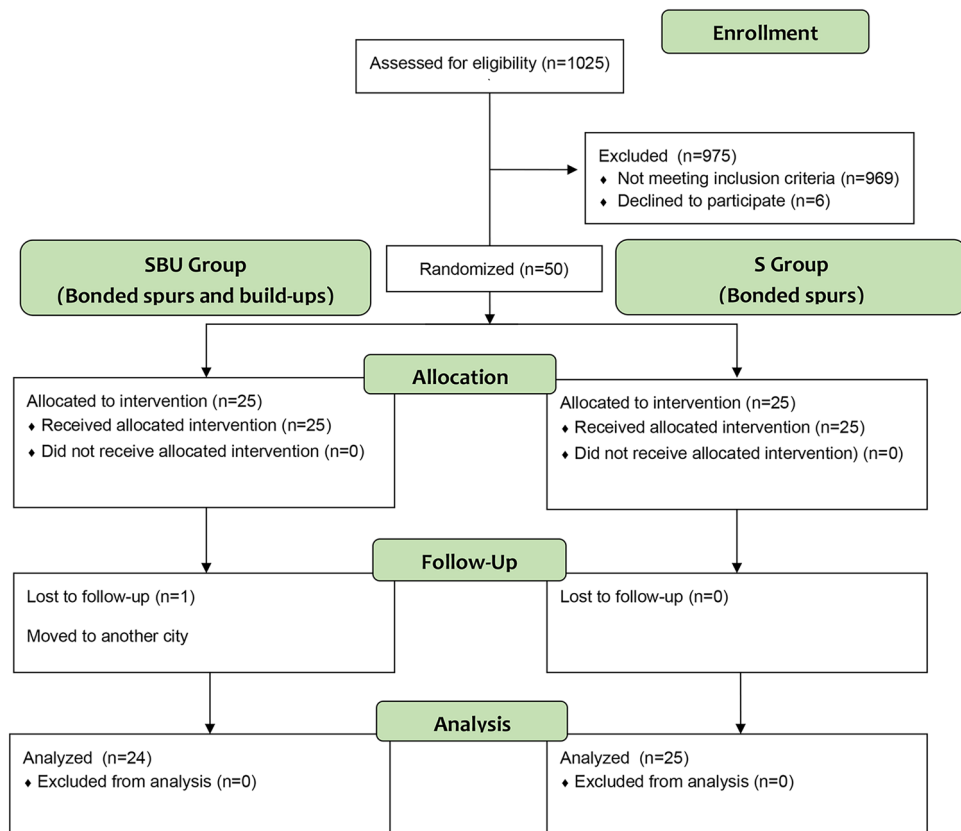 Enrollment
Assessed for eligibility (n=1025)
Excluded (n=975)
♦ Not meeting inclusion criteria (n=969)
♦ Declined to participate (n=6)
Randomized (n=50)
SBU Group
(Bonded spurs and build-ups)
S Group
(Bonded spurs)
Allocation
Allocated to intervention (n=25)
♦ Received allocated intervention (n=25)
♦ Did not receive allocated intervention (n=0)
Allocated to intervention (n=25)
♦ Received allocated intervention (n=25)
♦ Did not receive allocated intervention) (n=0)
Follow-Up
Lost to follow-up (n=1)
Moved to another city
Lost to follow-up (n=0)
Analysis
Analyzed (n=24)
♦ Excluded from analysis (n=0)
Analyzed (n=25)
♦ Excluded from analysis (n=0)